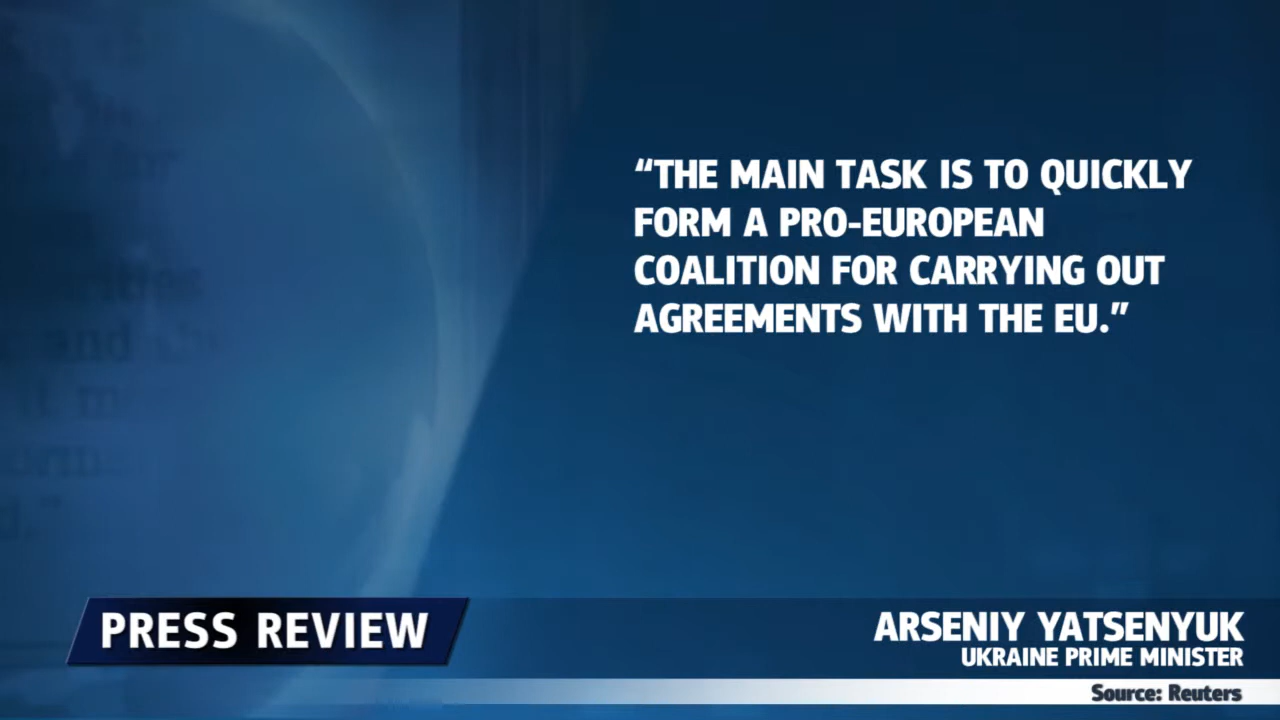 “THE MAIN TASK IS TO QUICKLY
FORM A PRO-EUROPEAN
COALITION FOR CARRYING OUT
AGREEMENTS WITH THE EU.”
PRESS REVIEW
ARSENIY YATSENYUK
UKRAINE PRIME MINISTER
Source: Reuters